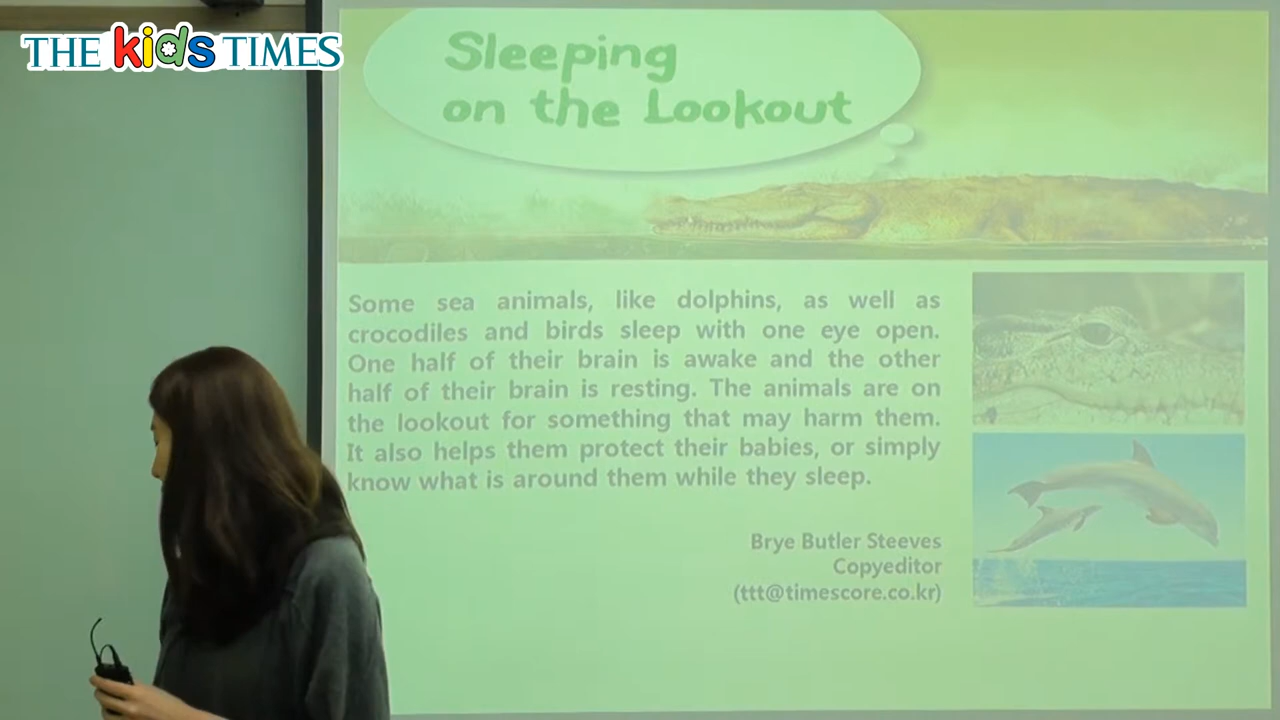 THE kids TIMES
Sleeping
on the Lookout
Some sea animals, like dolphins, as well as
crocodiles and birds sleep with one eye open.
One half of their brain is awake and the other
half of their brain is resting. The animals are on
the lookout for something that may harm them.
It also helps them protect their babies, or simply
know what is around them while they sleep.
Brye Butler Steeves
Copyeditor
(ttt@timescore.co.kr)